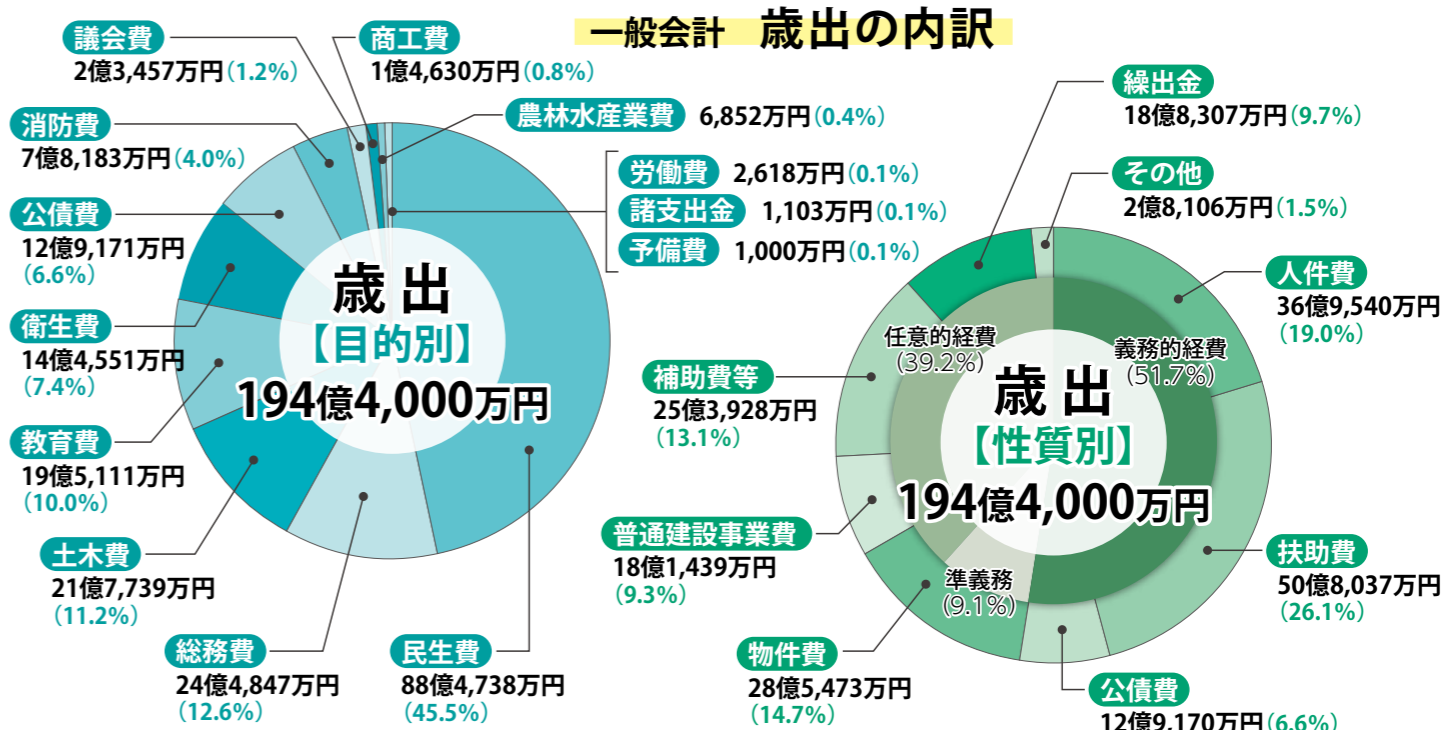 一般会計 歳出の内訳
議会費
2億3,457万円(1.2%)
商工費
1億4,630万円(0.8%)
農林水産業費 6,852万円(0.4%)
労働費 2,618万円(0.1%)
諸支出金 1,103万円(0.1%)
予備費 1,000万円(0.1%)
消防費
7億8,183万円(4.0%)
公債費
12億9,171万円
(6.6%)
衛生費
14億4,551万円
(7.4%)
教育費
19億5,111万円
(10.0%)
土木費
21億7,739万円
(11.2%)
総務費
24億4,847万円
(12.6%)
民生費
88億4,738万円
(45.5%)
歳出
【目的別】
194億4,000万円
繰出金
18億8,307万円(9.7%)
その他
2億8,106万円(1.5%)
人件費
36億9,540万円
(19.0%)
扶助費
50億8,037万円
(26.1%)
公債費
12億9,170万円(6.6%)
物件費
28億5,473万円
(14.7%)
普通建設事業費
18億1,439万円
(9.3%)
補助費等
25億3,928万円
(13.1%)
任意的経費
(39.2%)
義務的経費
(51.7%)
準義務
(9.1%)
歳出
【性質別】
194億4,000万円